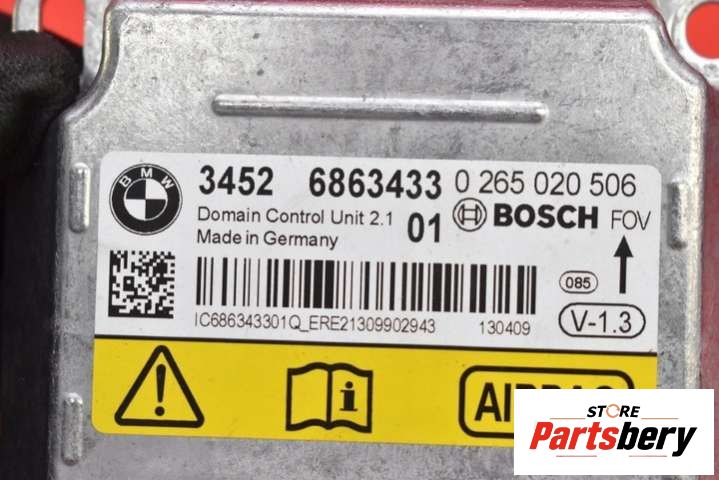 BMW
3452 6863433 0 265 020 506
Domain Control Unit 2.1 01 BOSCH FOV
Made in Germany
085
IC686343301Q_ERE21309902943 130409
V-1.3
i
AIRBAG
STORE
Partsbery